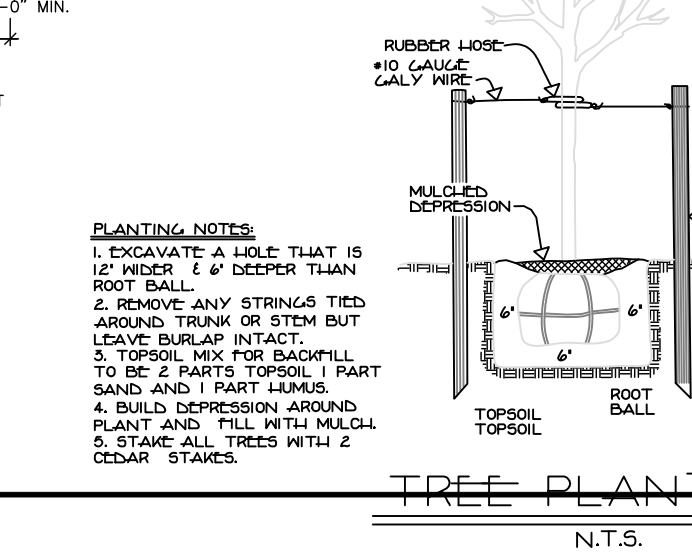 -0" MIN.
T
RUBBER HOSE
#10 GAUGE
GALY WIRE
MULCHED
DEPRESSION
PLANTING NOTES:
1. EXCAVATE A HOLE THAT IS
12" WIDER & 6" DEEPER THAN
ROOT BALL.
2. REMOVE ANY STRINGS TIED
AROUND TRUNK OR STEM BUT
LEAVE BURLAP INTACT.
3. TOPSOIL MIX FOR BACKFILL
TO BE 2 PARTS TOPSOIL 1 PART
SAND AND 1 PART HUMUS.
4. BUILD DEPRESSION AROUND
PLANT AND FILL WITH MULCH.
5. STAKE ALL TREES WITH 2
CEDAR STAKES.
6"
6"
6"
TOPSOIL
TOPSOIL
ROOT
BALL
TREE PLANT
N.T.S.